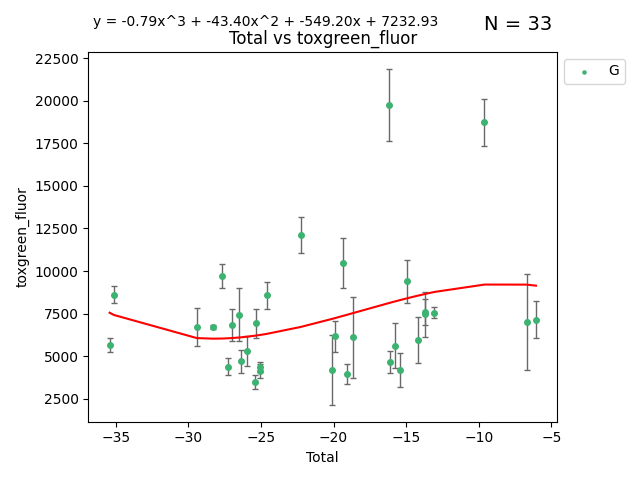 y = -0.79x^3 + -43.40x^2 + -549.20x + 7232.93
N = 33
Total vs toxgreen_fluor
G
22500
20000
17500
15000
12500
10000
7500
5000
2500
toxgreen_fluor
−35 −30 −25 −20 −15 −10 −5
Total